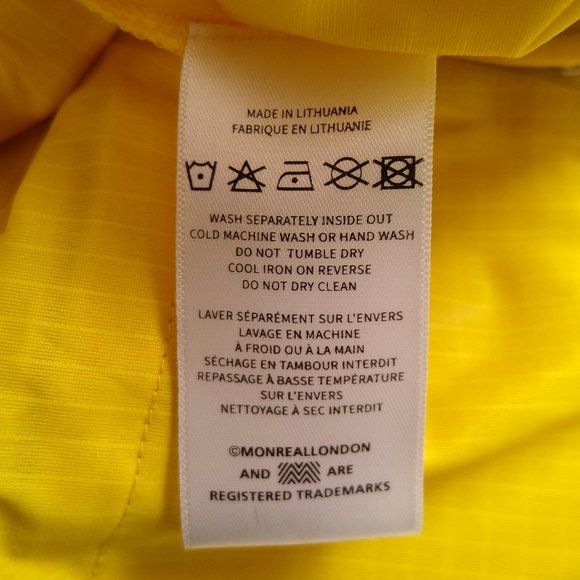 MADE IN LITHUANIA
FABRIQUE EN LITHUANIE
WASH SEPARATELY INSIDE OUT
COLD MACHINE WASH OR HAND WASH
DO NOT TUMBLE DRY
COOL IRON ON REVERSE
DO NOT DRY CLEAN
LAVER SÉPARÉMENT SUR L'ENVERS
LAVAGE EN MACHINE
À FROID OU À LA MAIN
SÉCHAGE EN TAMBOUR INTERDIT
REPASSAGE À BASSE TEMPÉRATURE
SUR L'ENVERS
NETTOYAGE À SEC INTERDIT
©MONREALLONDON
AND ARE
REGISTERED TRADEMARKS